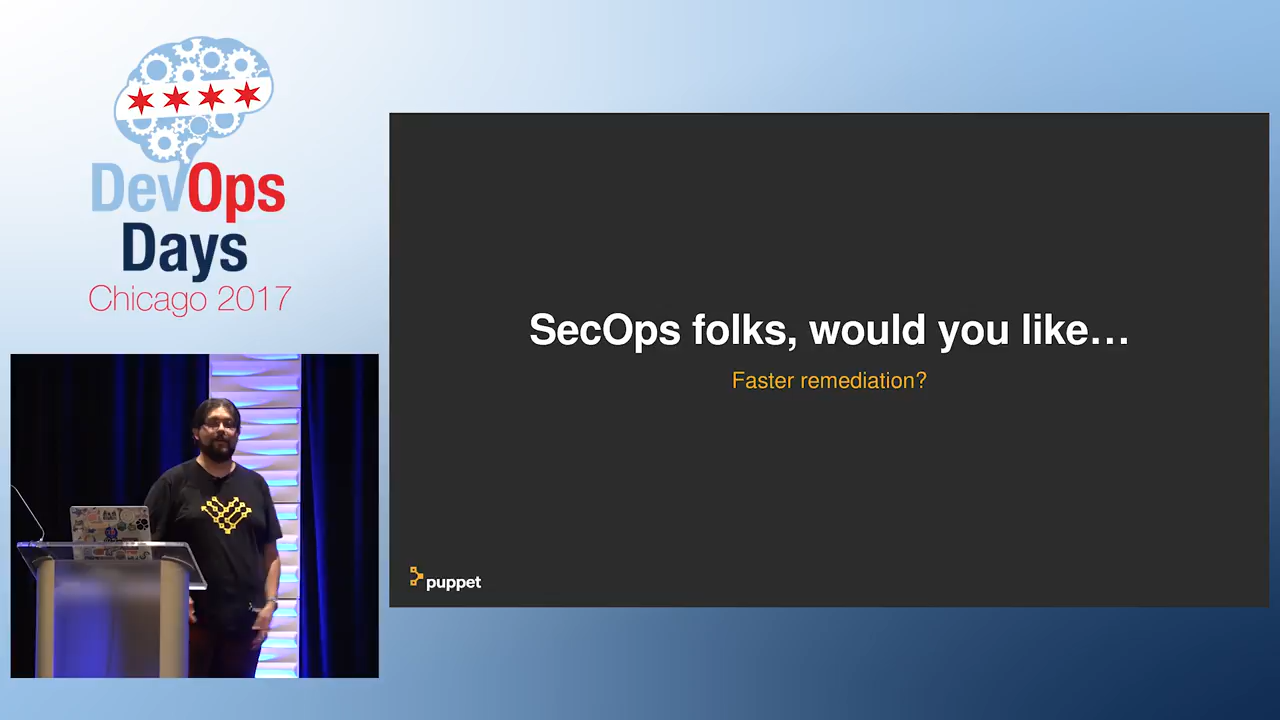 DevOps
Days
Chicago 2017
SecOps folks, would you like…
Faster remediation?
puppet